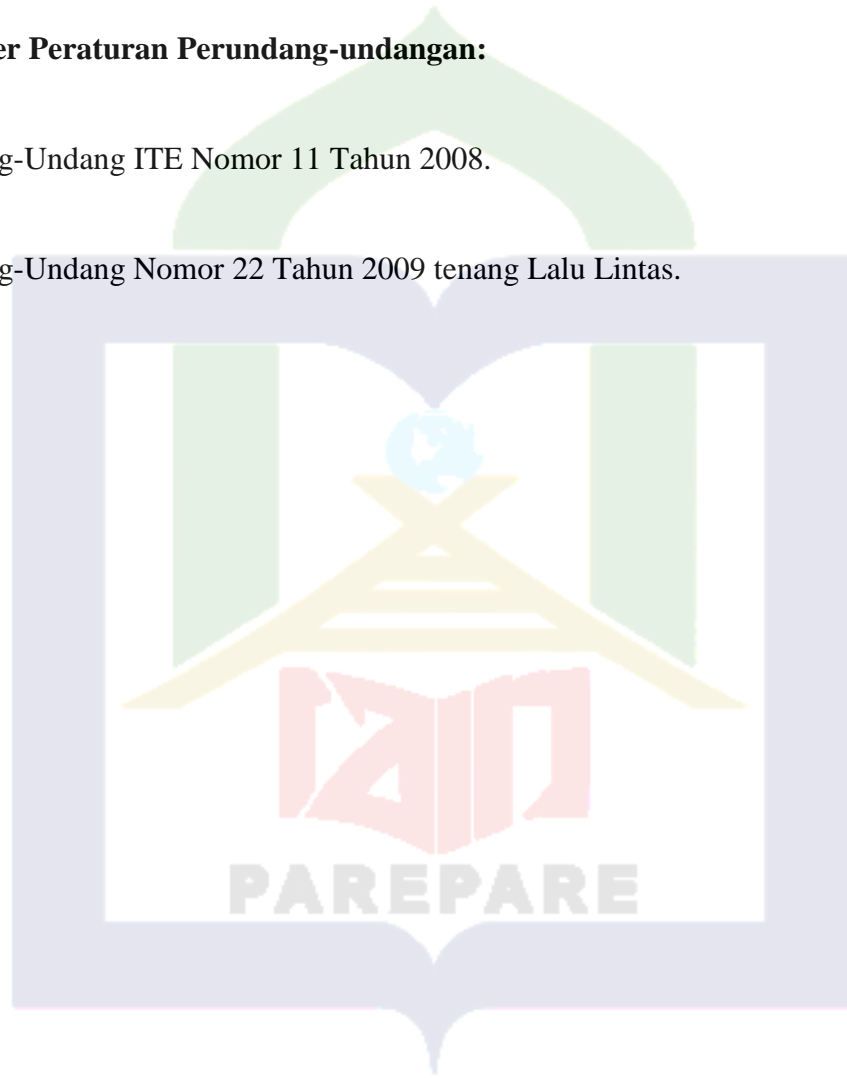 er Peraturan Perundang-undangan:
g-Undang ITE Nomor 11 Tahun 2008.
g-Undang Nomor 22 Tahun 2009 tenang Lalu Lintas.
iain
PAREPARE